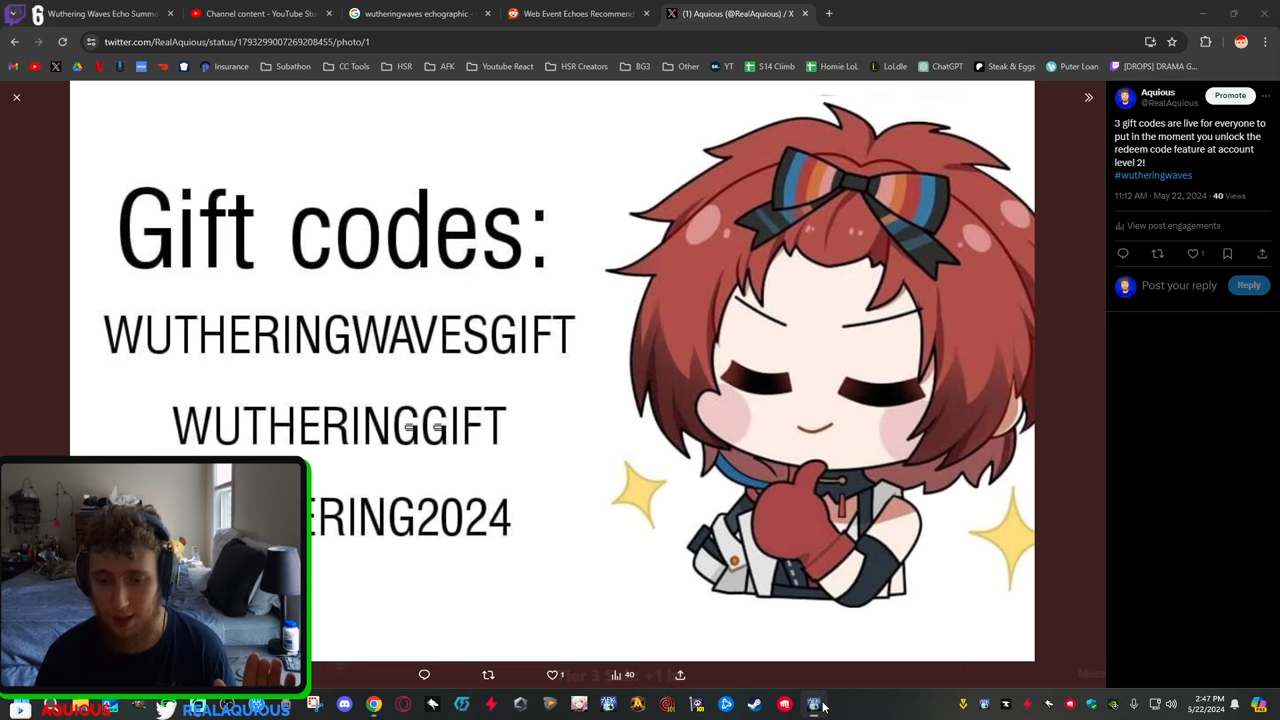 6 Wuthering Waves Echo Summo
Channel content - YouTube Stu
wutheringwaves echographic -
Web Event Echoes Recommend
(1) Aquious (@RealAquious) / X
twitter.com/RealAquious/status/1793299007269208455/photo/1
Insurance
Subathon
CC Tools
HSR
AFK
Youtube React
HSR Creators
BG3
Other
YT
S14 Climb
Homie LoL
LoLdle
ChatGPT
Steak & Eggs
Puter Loan
[DROPS] DRAMA G...
Gift codes:
WUTHERINGWAVESGIFT
WUTHERINGGIFT
ERING2024
Aquious
@RealAquious
Promote
3 gift codes are live for everyone to
put in the moment you unlock the
redeem code feature at account
level 2!
#wutheringwaves
11:12 AM · May 22, 2024 · 40 Views
View post engagements
1
Post your reply
Reply
1
40
AQUIOUS
REALAQUIOUS
2:47 PM
5/22/2024